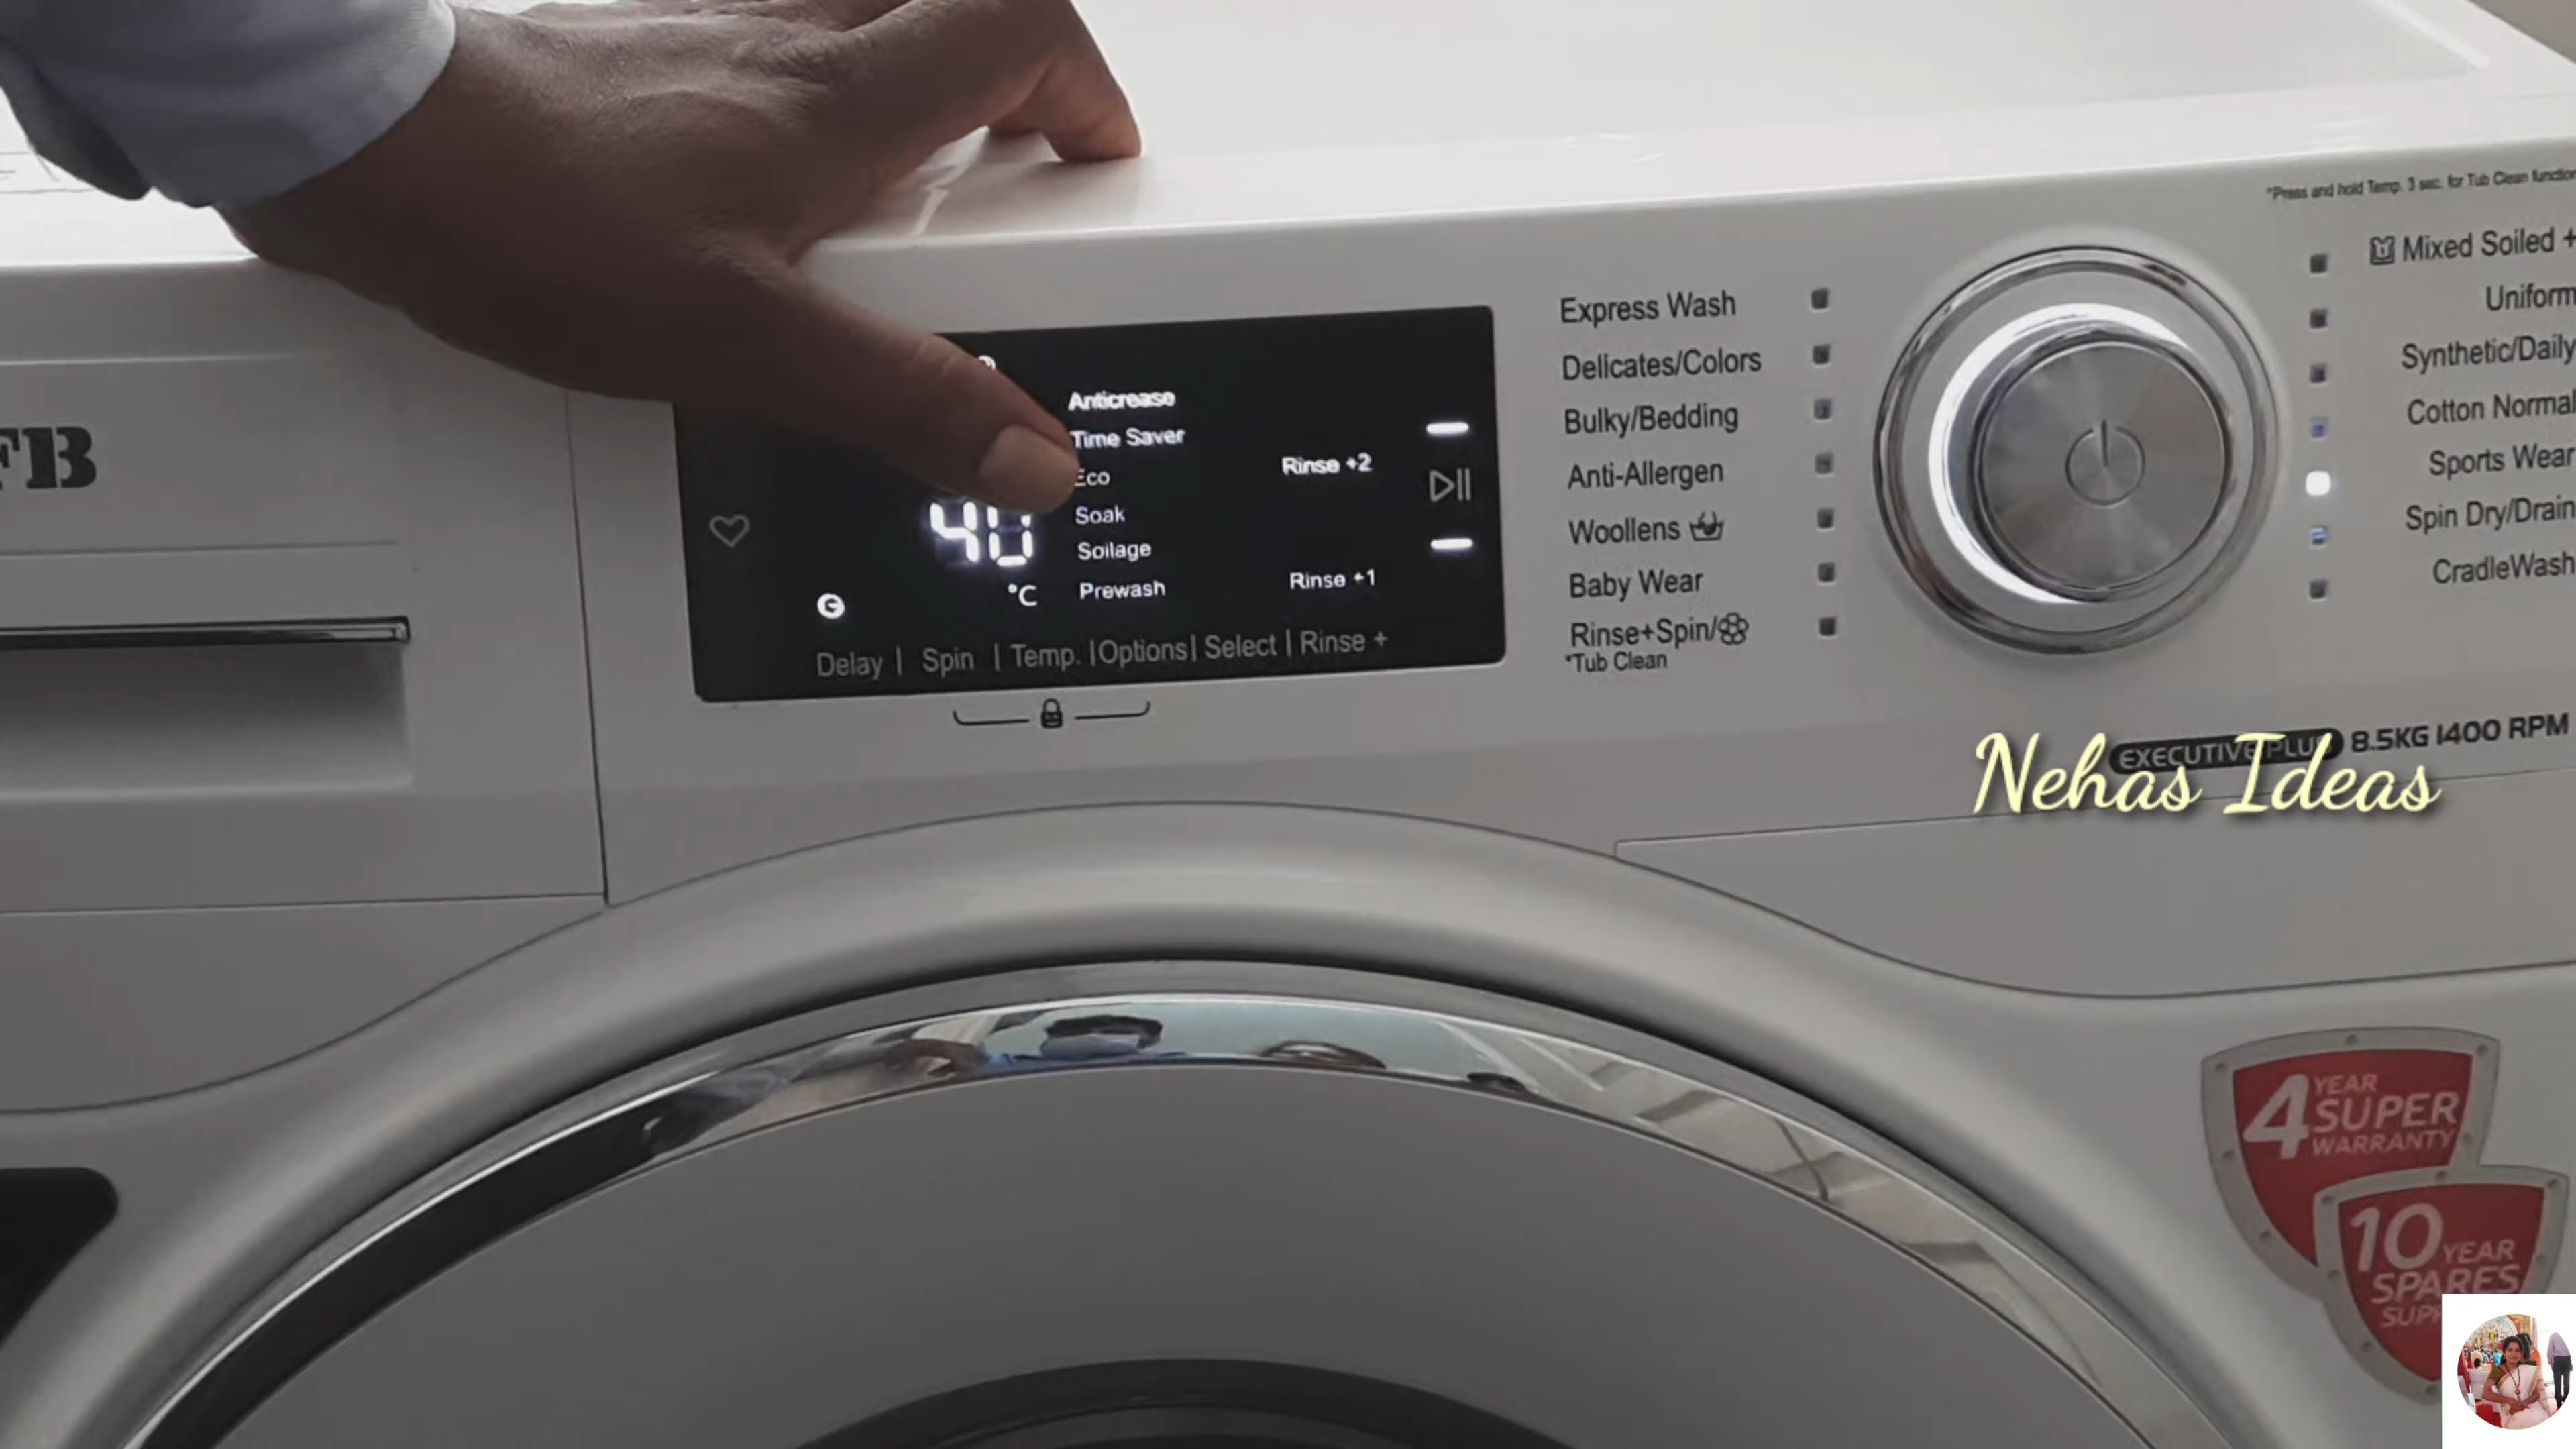 FB
40
°C
Anticrease
Time Saver
Eco
Soak
Soilage
Prewash
Rinse +2
Rinse +1
Delay | Spin | Temp. |Options| Select | Rinse +
Express Wash
Delicates/Colors
Bulky/Bedding
Anti-Allergen
Woollens
Baby Wear
Rinse+Spin/
*Tub Clean
*Press and hold Temp. 3 sec. for Tub Clean function
Mixed Soiled +
Uniform
Synthetic/Daily
Cotton Normal
Sports Wear
Spin Dry/Drain
CradleWash
EXECUTIVE PLUS 8.5KG 1400 RPM
Nehas Ideas
4 YEAR
SUPER
WARRANTY
10 YEAR
SPARES